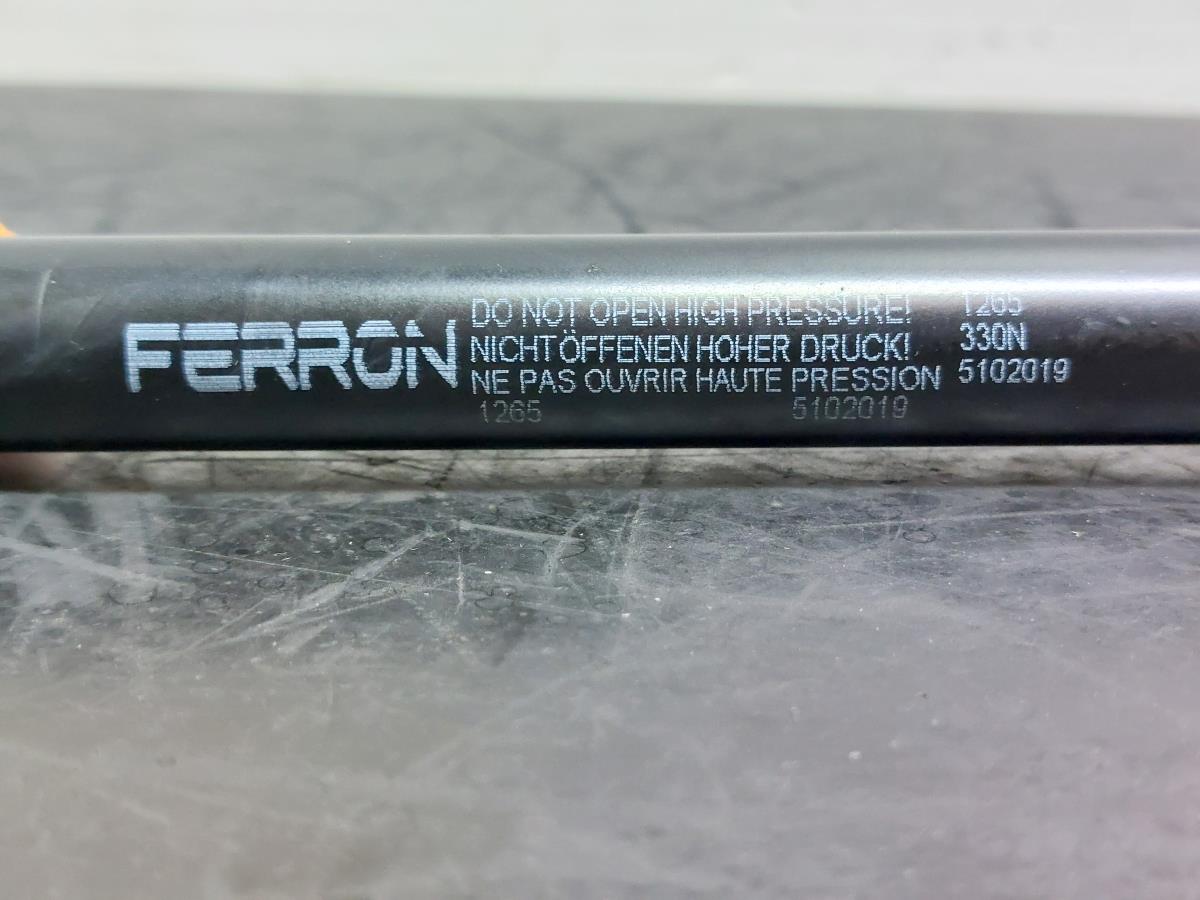 FERRON
DO NOT OPEN HIGH PRESSURE!
NICHT ÖFFENEN HOHER DRUCK!
NE PAS OUVRIR HAUTE PRESSION
1265 5102019
1265
330N
5102019